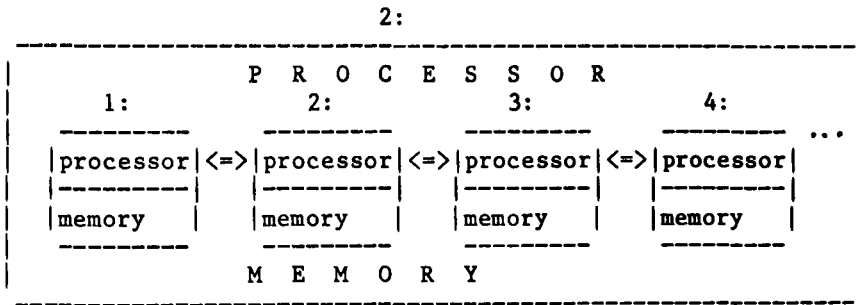 2:
P R O C E S S O R
1: 2: 3: 4:
...
|processor|<=>|processor|<=>|processor|<=>|processor|
|memory | |memory | |memory | |memory |
M E M O R Y